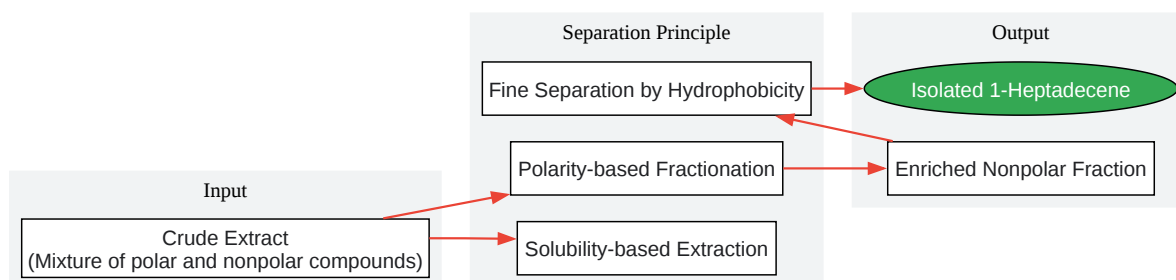 Separation Principle
Output
Fine Separation by Hydrophobicity
Isolated 1-Heptadecene
Polarity-based Fractionation
Enriched Nonpolar Fraction
Input
Crude Extract
(Mixture of polar and nonpolar compounds)
Solubility-based Extraction